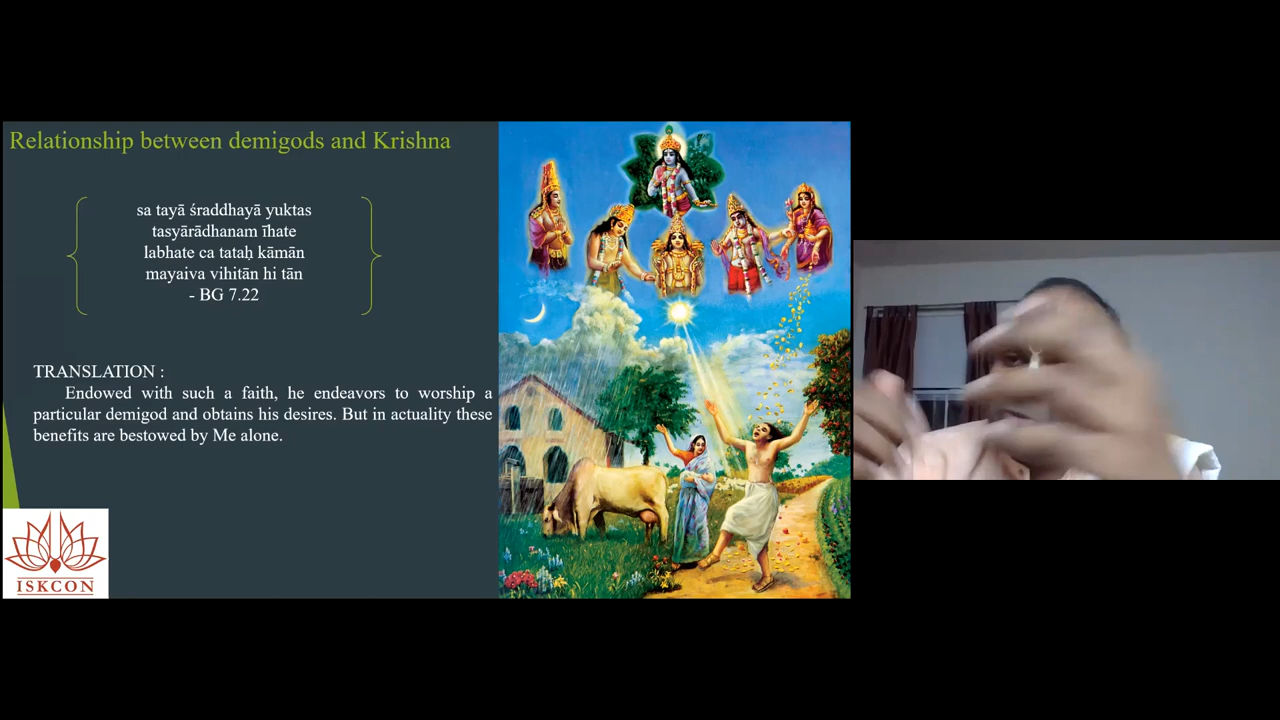 Relationship between demigods and Krishna
sa tayā śraddhayā yuktas
tasyārādhanam īhate
labhate ca tataḥ kāmān
mayaiva vihitān hi tān
- BG 7.22
TRANSLATION :
Endowed with such a faith, he endeavors to worship a
particular demigod and obtains his desires. But in actuality these
benefits are bestowed by Me alone.
ISKCON